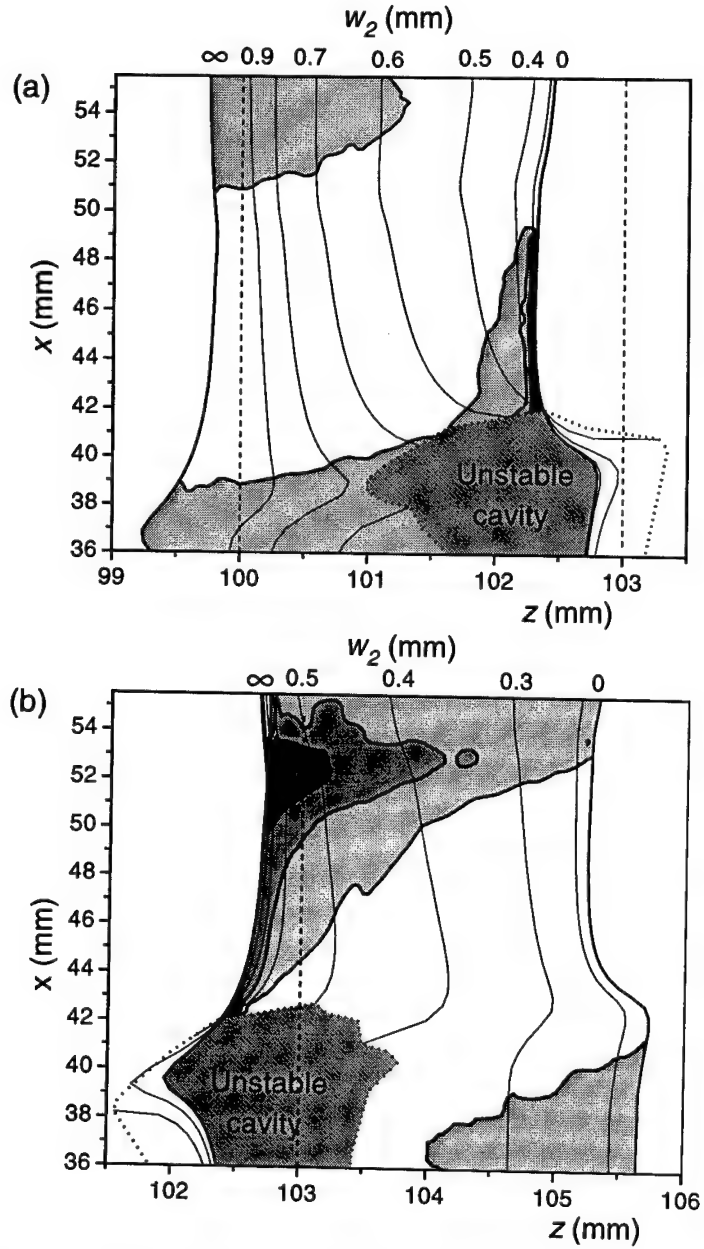 w2 (mm)
∞ 0.9 0.7 0.6 0.5 0.4 0
(a)
54
52
50
48
x (mm)
46
44
42
40
38
36
Unstable
cavity
99 100 101 102 103
z (mm)
w2 (mm)
∞ 0.5 0.4 0.3 0
(b)
54
52
50
48
x (mm)
46
44
42
40
38
36
Unstable
cavity
102 103 104 105 106
z (mm)